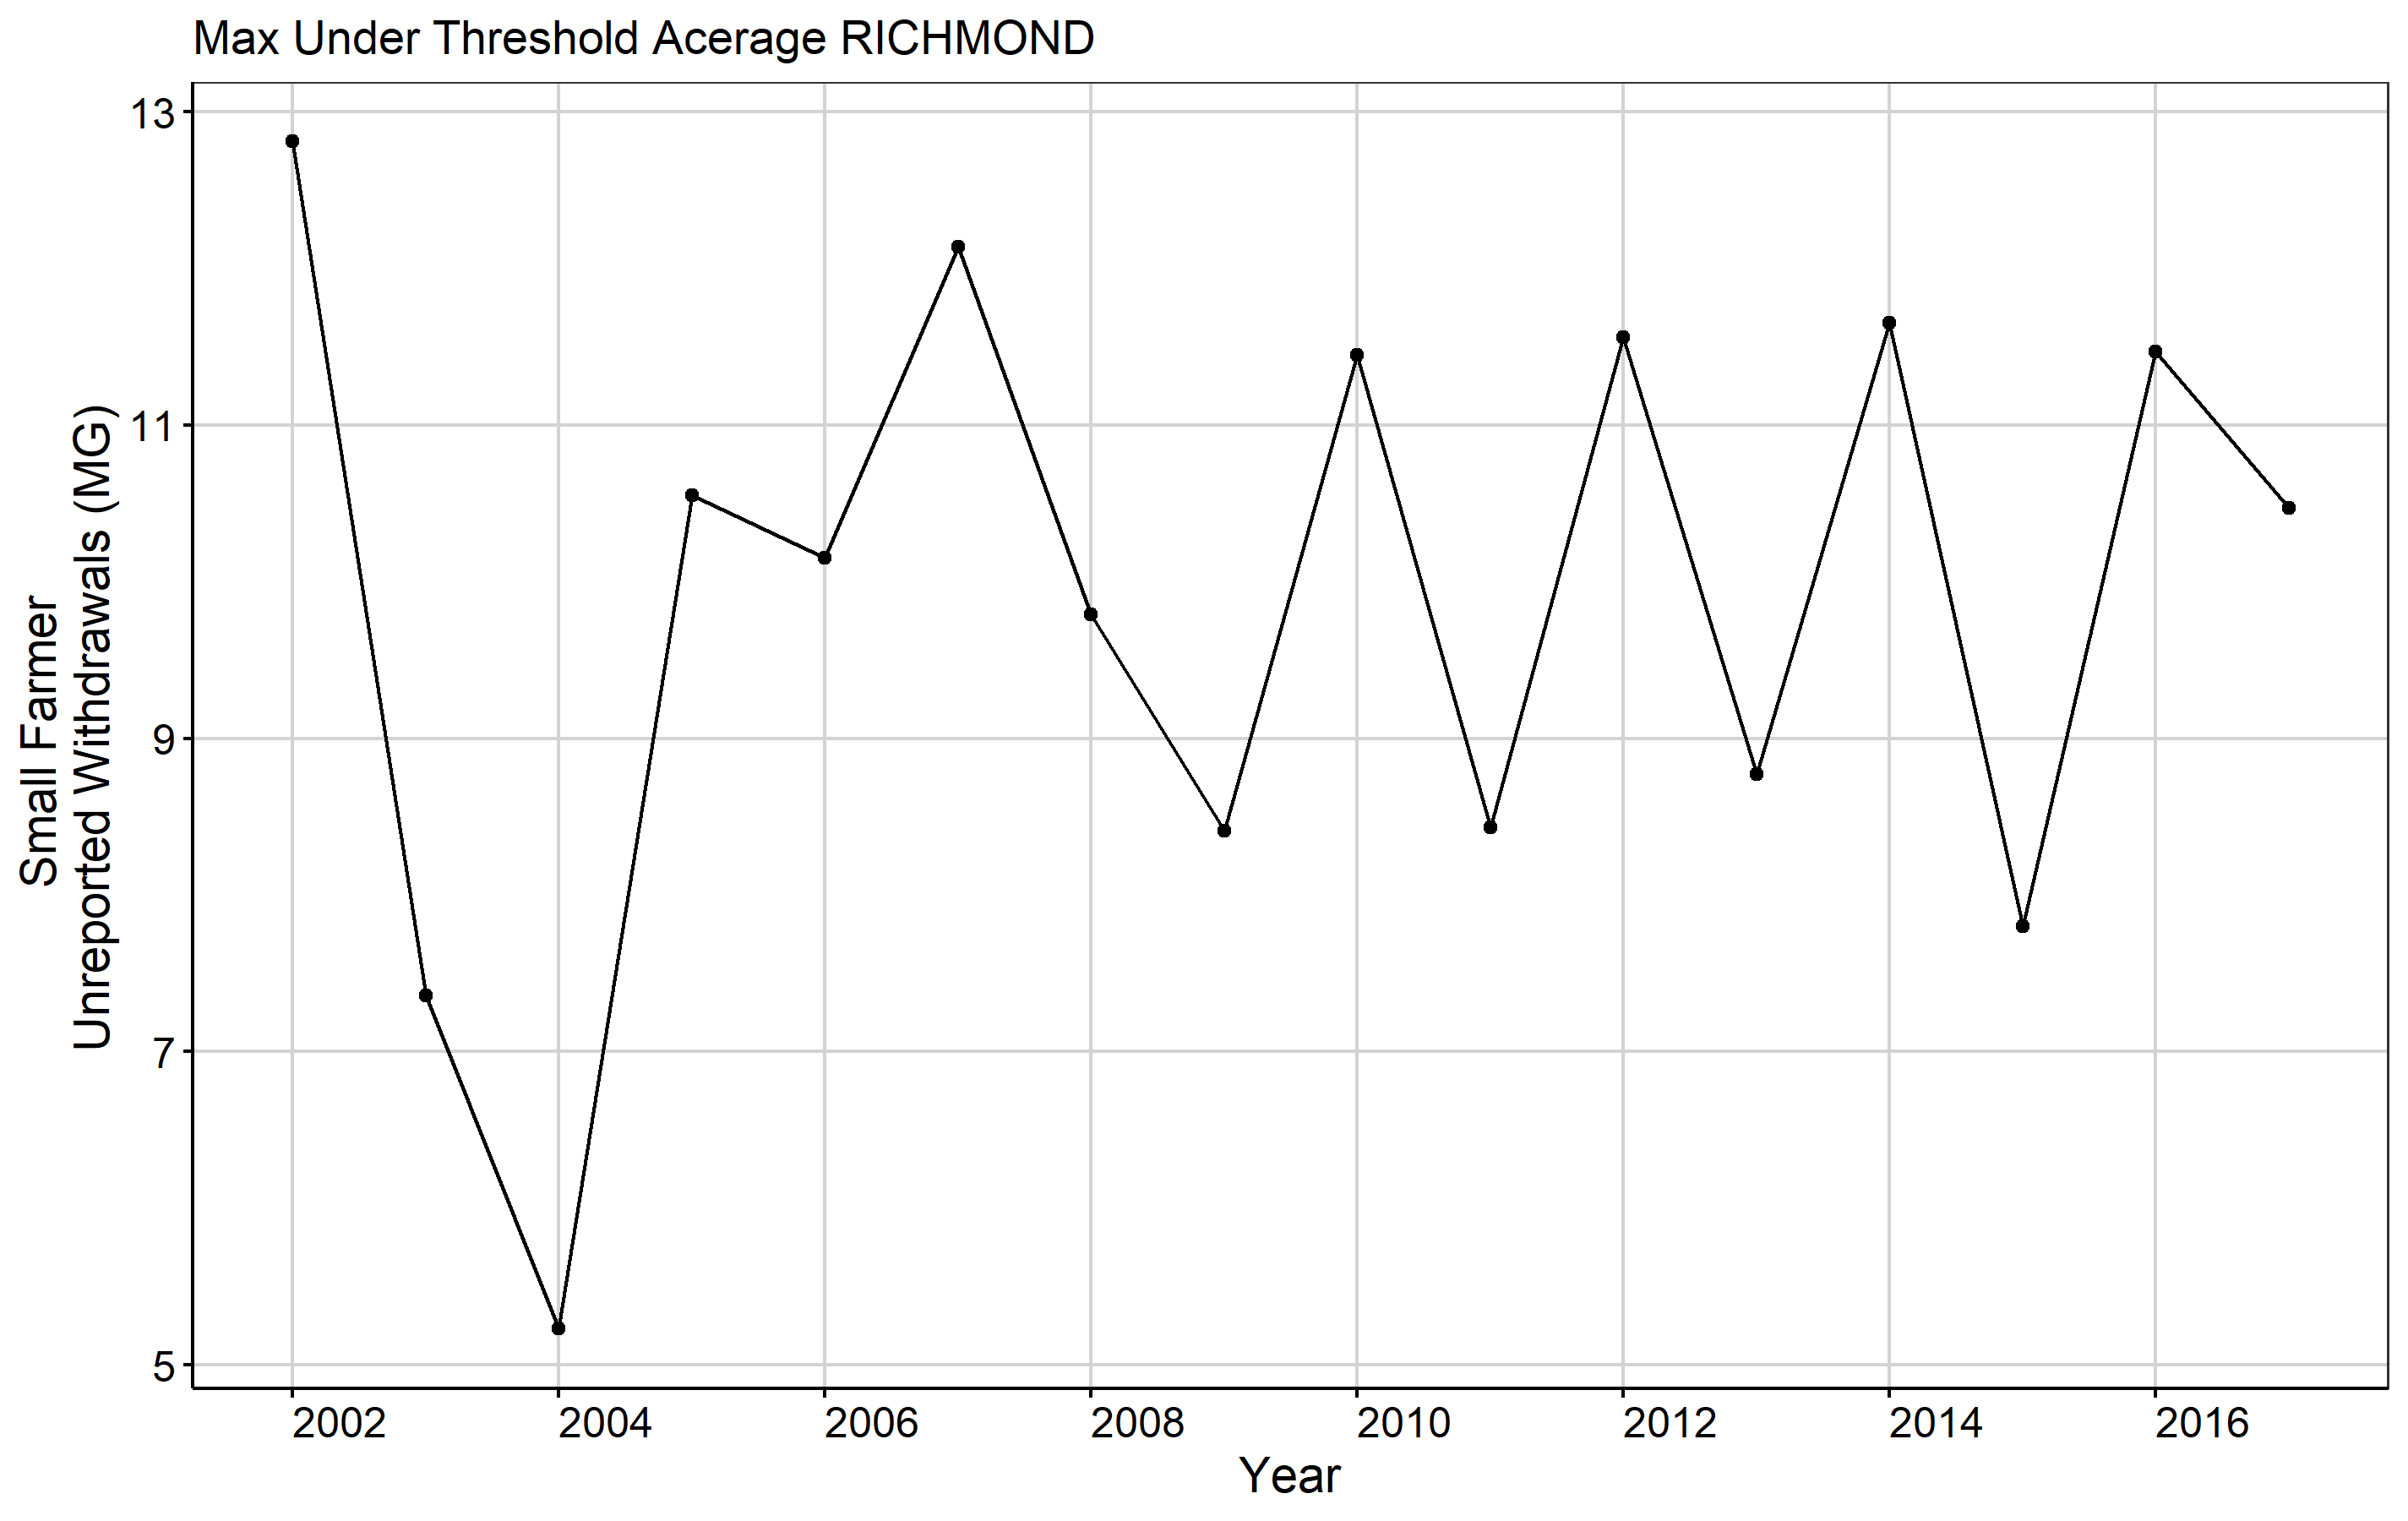 Max Under Threshold Acerage RICHMOND
Small Farmer
Unreported Withdrawals (MG)
13
11
9
7
5
2002 2004 2006 2008 2010 2012 2014 2016
Year